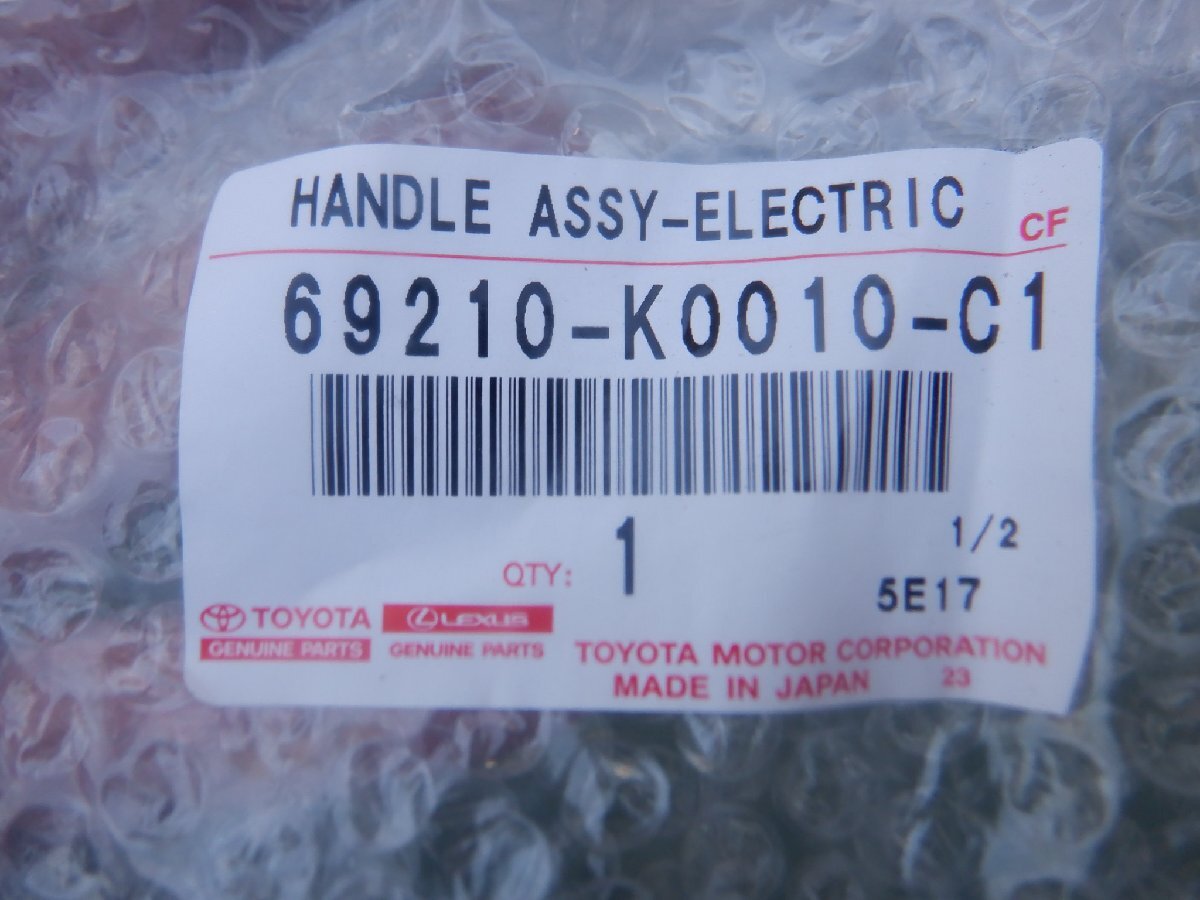 HANDLE ASSY-ELECTRIC
CF
69210-K0010-C1
QTY: 1
1/2
5E17
TOYOTA
GENUINE PARTS
LEXUS
GENUINE PARTS
TOYOTA MOTOR CORPORATION
MADE IN JAPAN 23